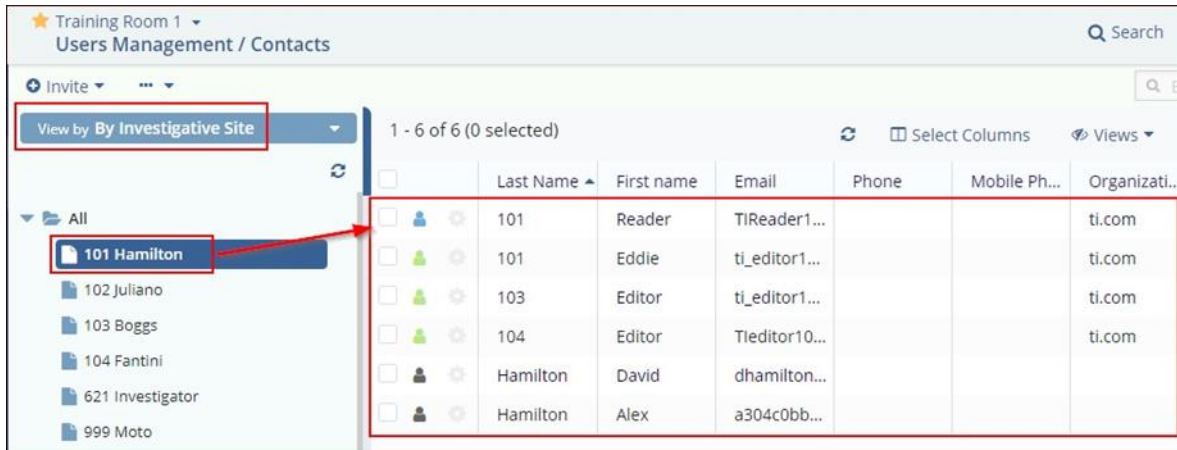 Training Room 1
Users Management / Contacts
Search
Invite
View by By Investigative Site
1 - 6 of 6 (0 selected)
Select Columns
Views
Last Name First name Email Phone Mobile Ph... Organizati...
All
101 Hamilton
102 Juliano
103 Boggs
104 Fantini
621 Investigator
999 Moto
101 Reader TIReader1... ti.com
101 Eddie ti_editor1... ti.com
103 Editor ti_editor1... ti.com
104 Editor TIeditor10... ti.com
Hamilton David dhamilton...
Hamilton Alex a304c0bb...